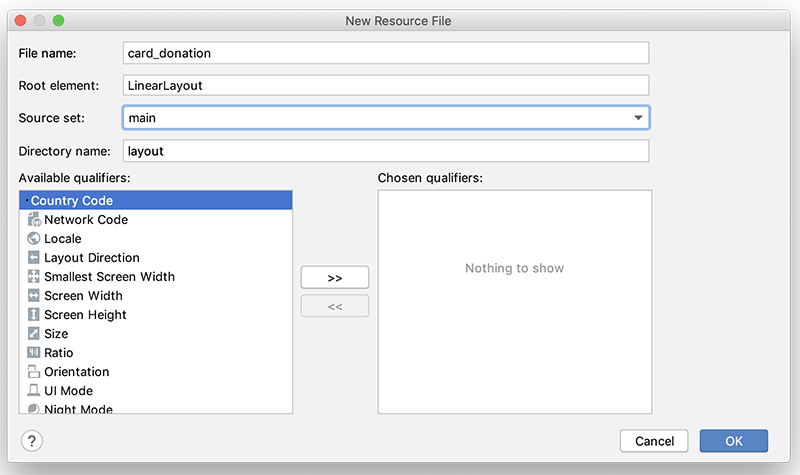 New Resource File
File name: card_donation
Root element: LinearLayout
Source set: main
Directory name: layout
Available qualifiers:
Country Code
Network Code
Locale
Layout Direction
Smallest Screen Width
Screen Width
Screen Height
Size
Ratio
Orientation
UI Mode
Night Mode
>>
<<
Chosen qualifiers:
Nothing to show
?
Cancel
OK